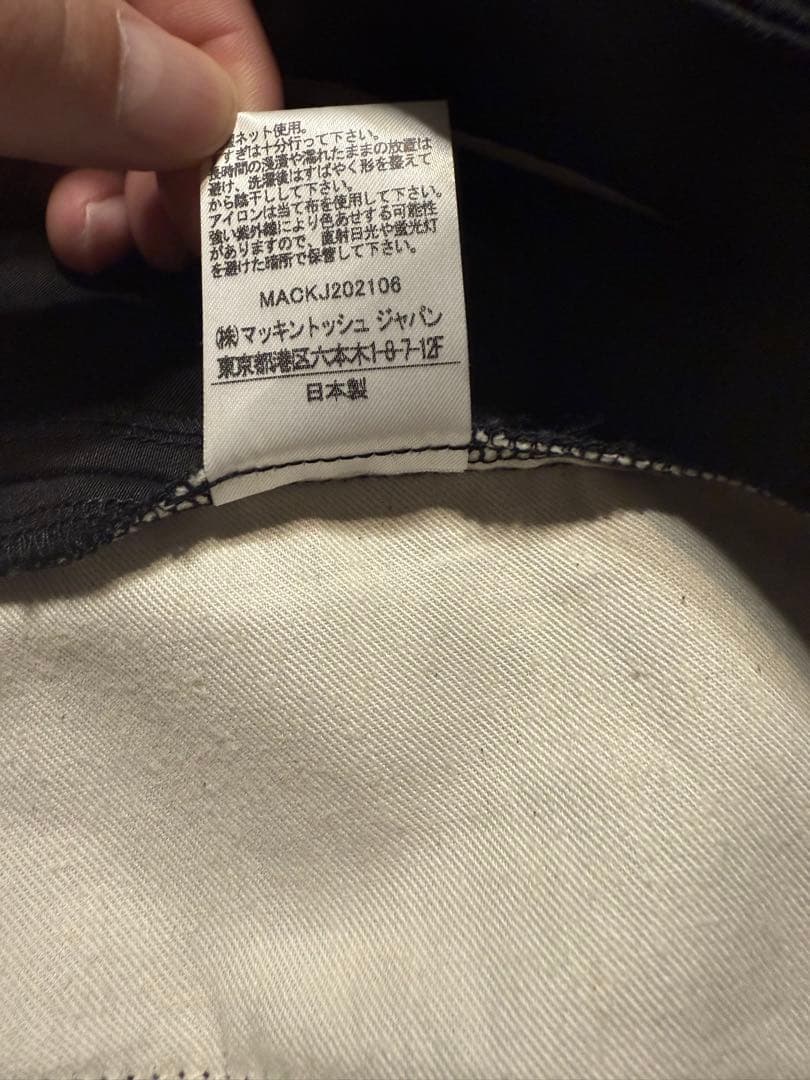 ネット使用。
すぎは十分行って下さい。
長時間の浸漬や濡れたままの放置は
避け、洗濯後はすばやく形を整えて
から陰干しして下さい。
アイロンは当て布を使用して下さい。
強い紫外線により色あせする可能性
がありますので、直射日光や蛍光灯
を避けた暗所で保管して下さい。
MACKJ202106
(株)マッキントッシュ ジャパン
東京都港区六本木1-8-7-12F
日本製